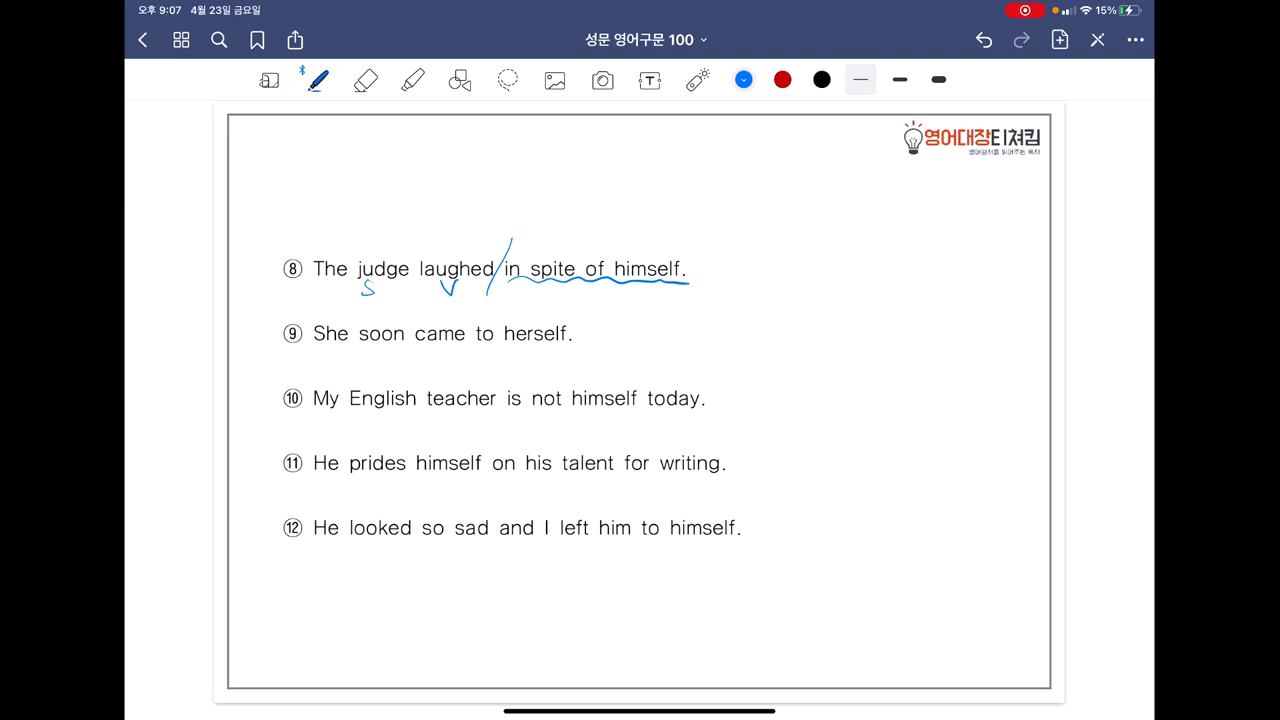 오후 9:07 4월 23일 금요일
15%
성문 영어구문 100
T
영어대장티쳐킴
⑧ The judge laughed / in spite of himself.
S V
⑨ She soon came to herself.
⑩ My English teacher is not himself today.
⑪ He prides himself on his talent for writing.
⑫ He looked so sad and I left him to himself.